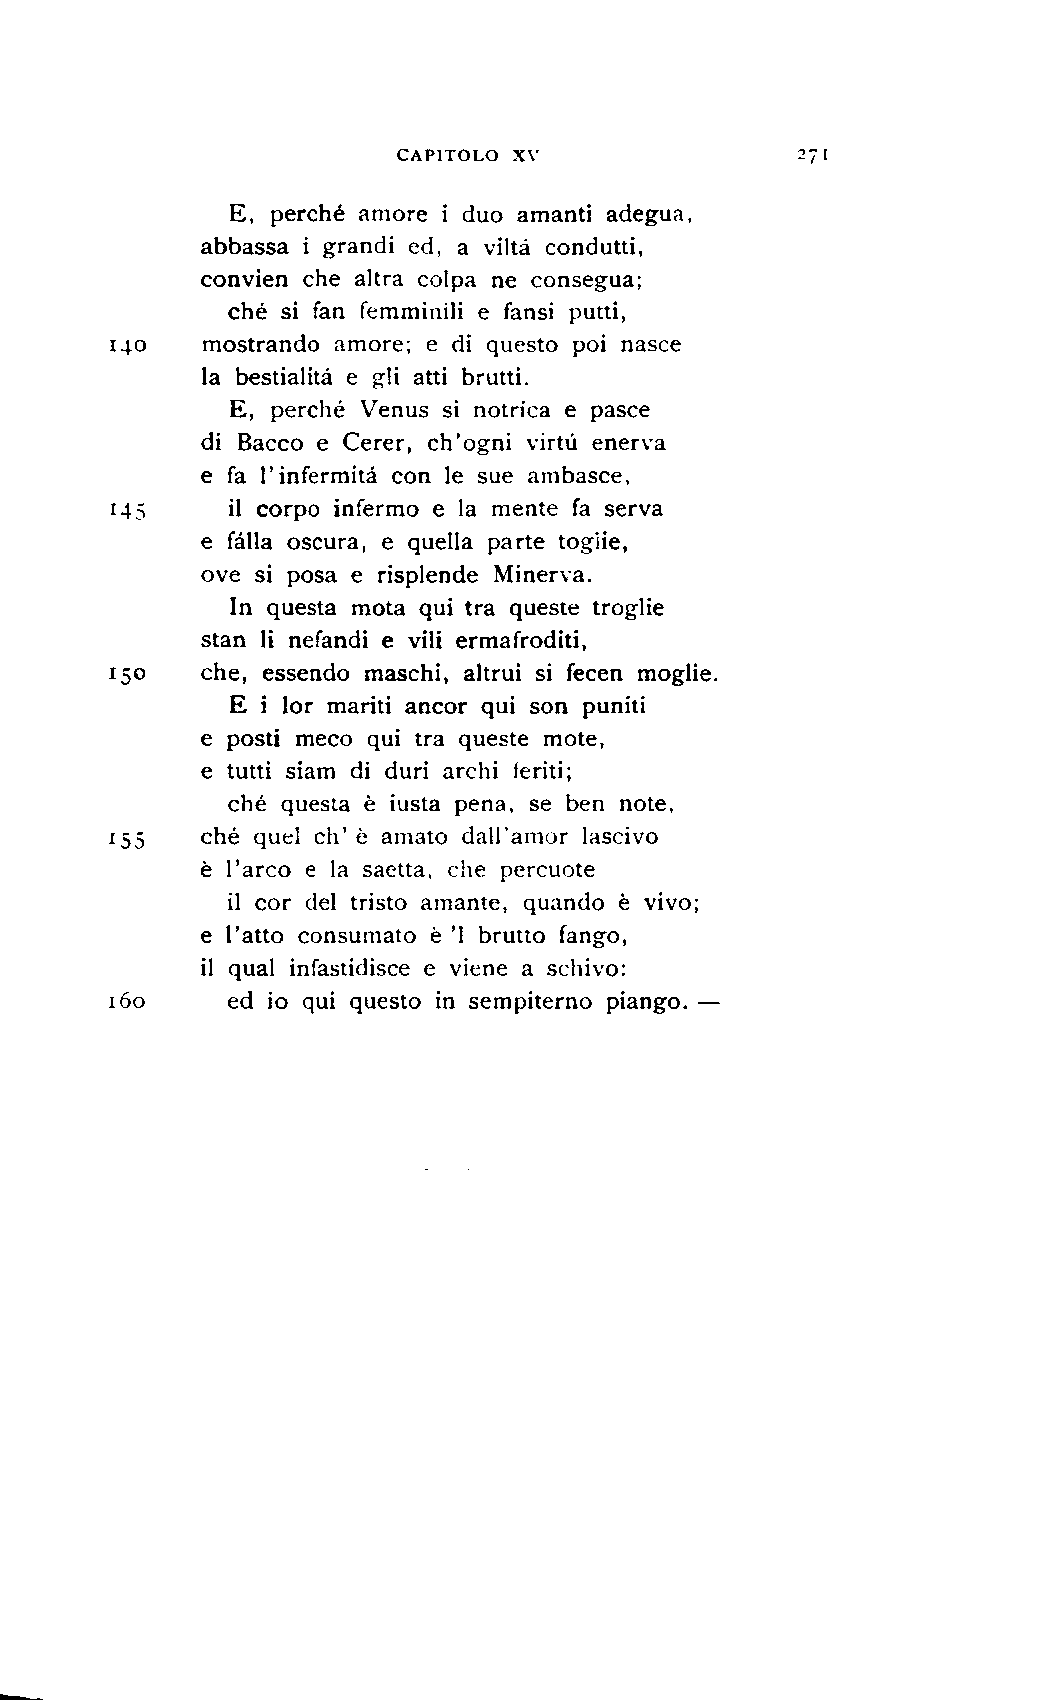 CAPITOLO XV 271
E, perché amore i duo amanti adegua,
abbassa i grandi ed, a viltá condutti,
convien che altra colpa ne consegua;
ché si fan femminili e fansi putti,
140 mostrando amore; e di questo poi nasce
la bestialitá e gli atti brutti.
E, perché Venus si notrica e pasce
di Bacco e Cerer, ch'ogni virtú enerva
e fa l'infermitá con le sue ambasce,
145 il corpo infermo e la mente fa serva
e fálla oscura, e quella parte toglie,
ove si posa e risplende Minerva.
In questa mota qui tra queste troglie
stan li nefandi e vili ermafroditi,
150 che, essendo maschi, altrui si fecen moglie.
E i lor mariti ancor qui son puniti
e posti meco qui tra queste mote,
e tutti siam di duri archi feriti;
ché questa è iusta pena, se ben note,
155 ché quel ch' è amato dall'amor lascivo
è l'arco e la saetta, che percuote
il cor del tristo amante, quando è vivo;
e l'atto consumato è 'l brutto fango,
il qual infastidisce e viene a schivo:
160 ed io qui questo in sempiterno piango. —